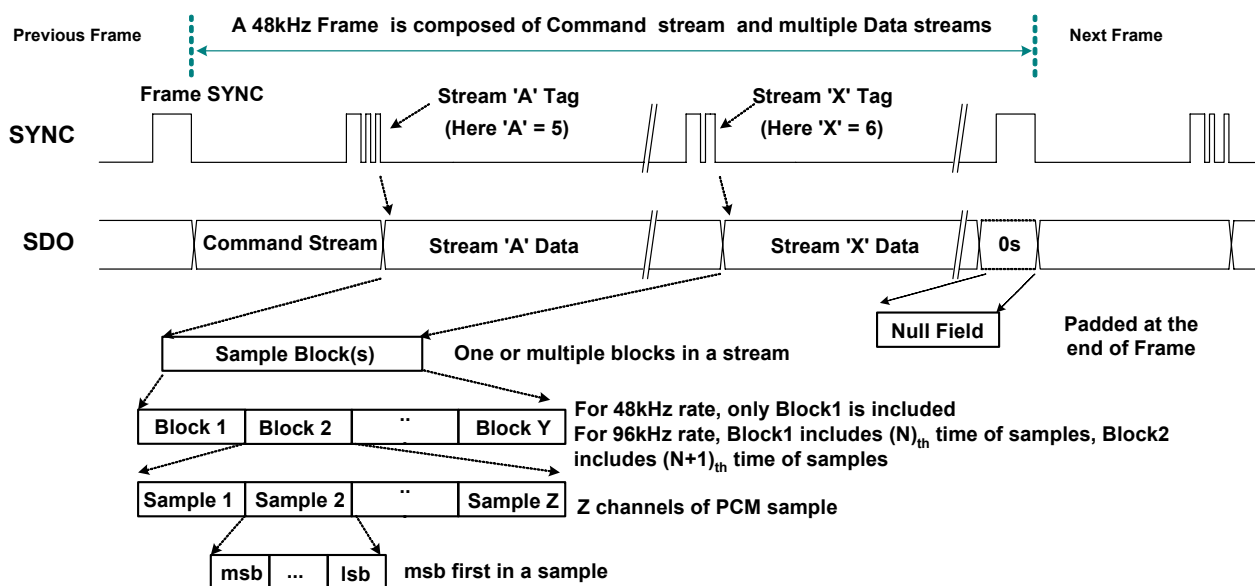 A 48kHz Frame is composed of Command stream and multiple Data streams
Previous Frame
Next Frame
Frame SYNC
Stream 'A' Tag
(Here 'A' = 5)
Stream 'X' Tag
(Here 'X' = 6)
SYNC
SDO
Command Stream
Stream 'A' Data
Stream 'X' Data
0s
Null Field
Padded at the
end of Frame
Sample Block(s)
One or multiple blocks in a stream
Block 1
Block 2
..
Block Y
For 48kHz rate, only Block1 is included
For 96kHz rate, Block1 includes (N)th time of samples, Block2
includes (N+1)th time of samples
Sample 1
Sample 2
..
Sample Z
Z channels of PCM sample
msb
...
lsb
msb first in a sample